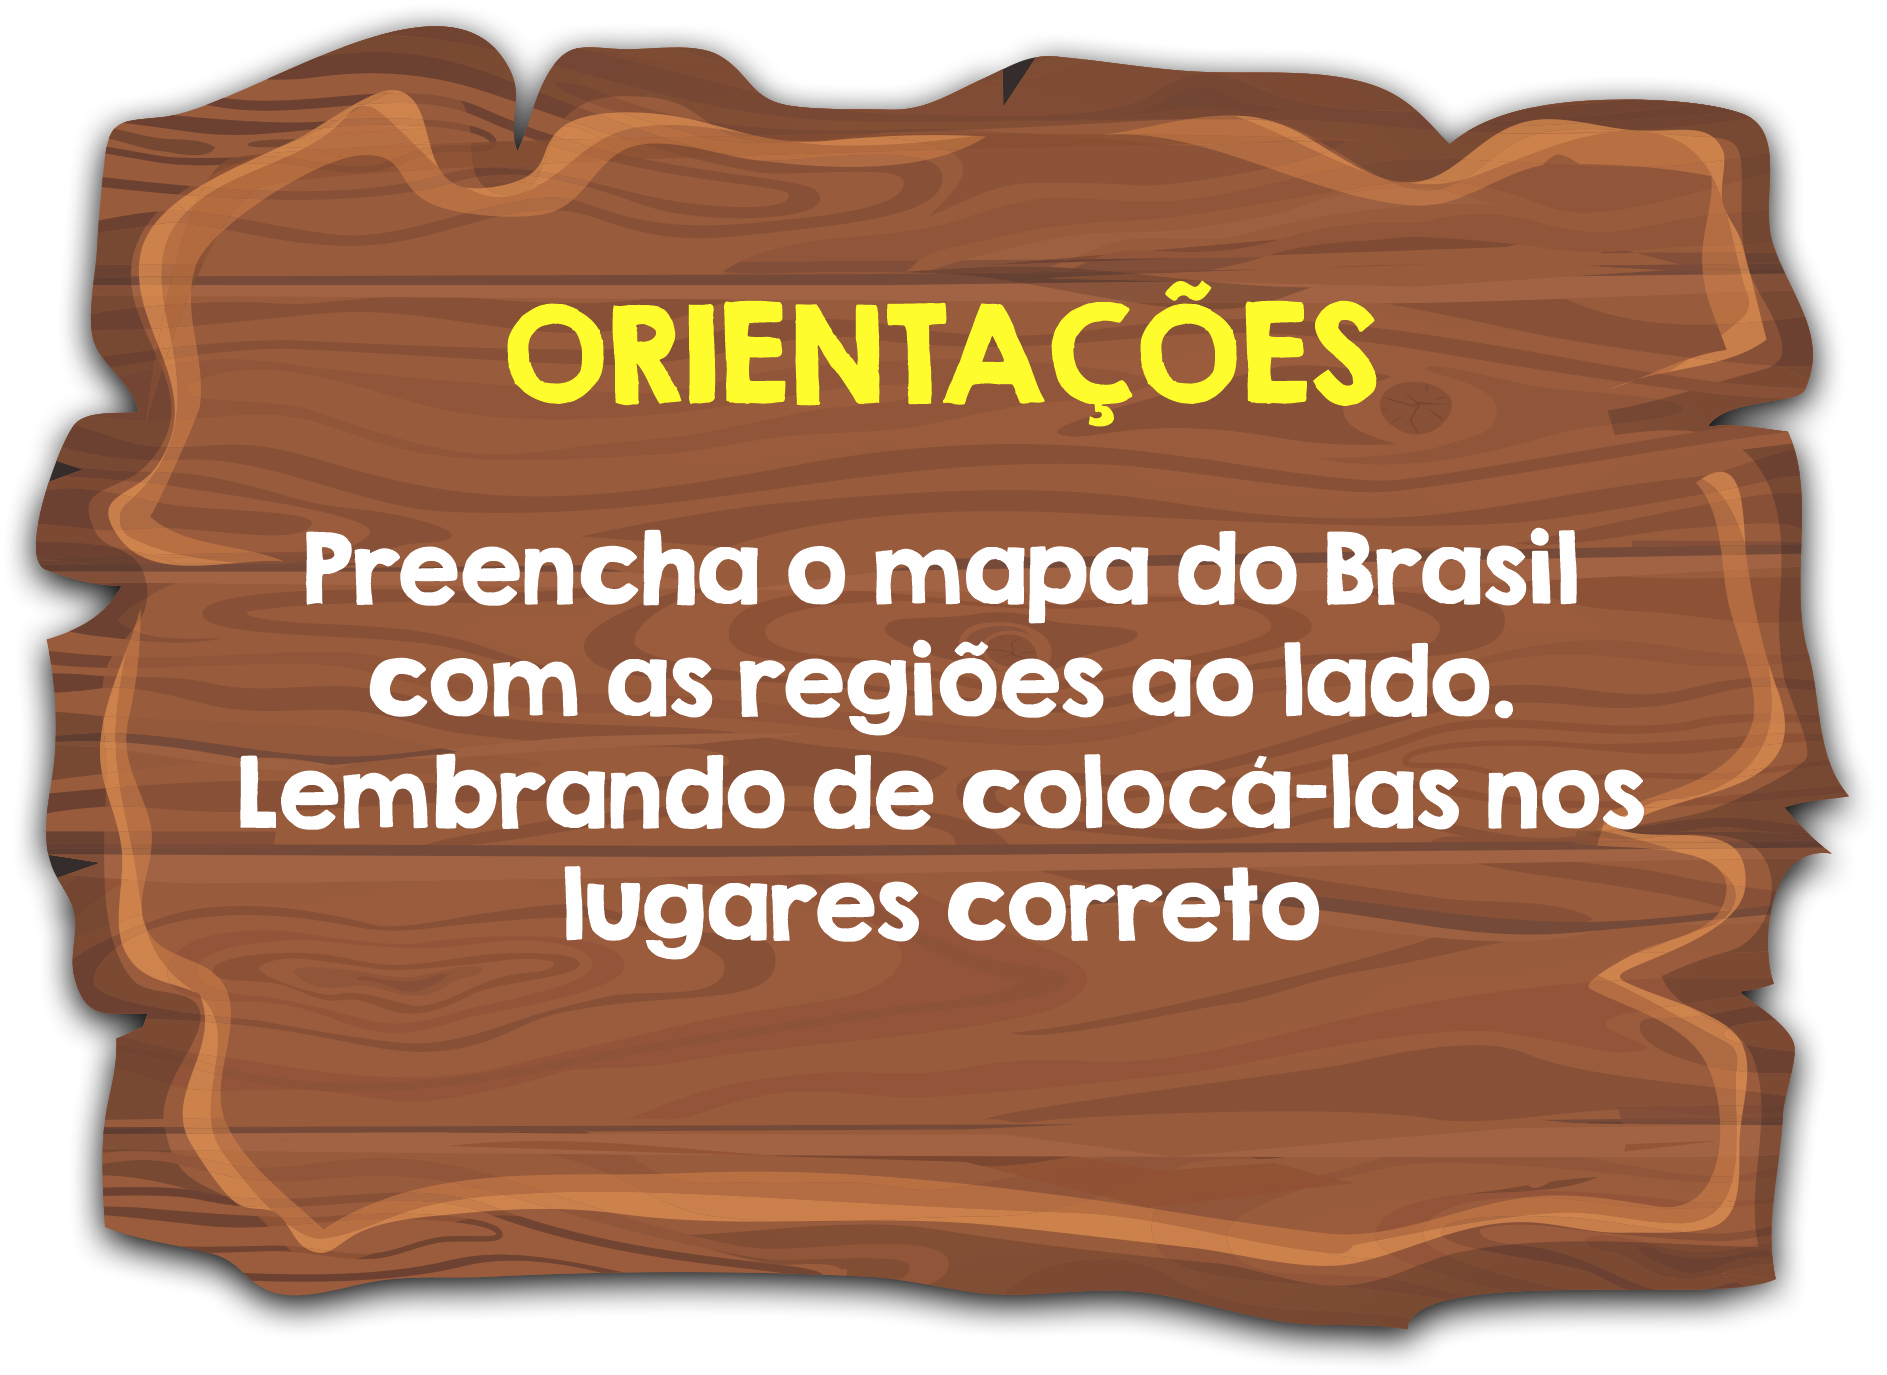 ORIENTAÇÕES
Preencha o mapa do Brasil
com as regiões ao lado.
Lembrando de colocá-las nos
lugares correto